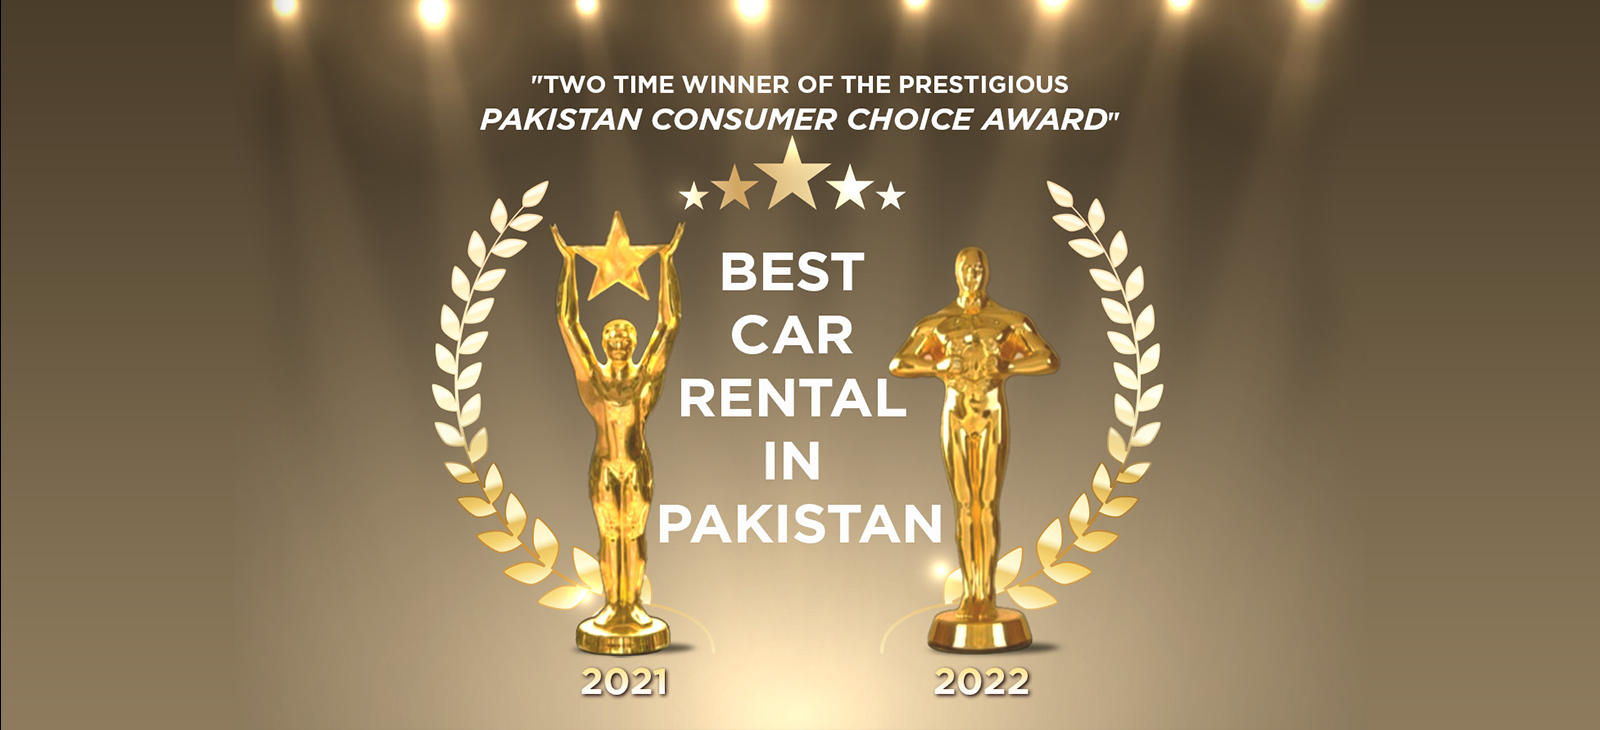 "TWO TIME WINNER OF THE PRESTIGIOUS
PAKISTAN CONSUMER CHOICE AWARD"
BEST
CAR
RENTAL
IN
PAKISTAN
2021
2022